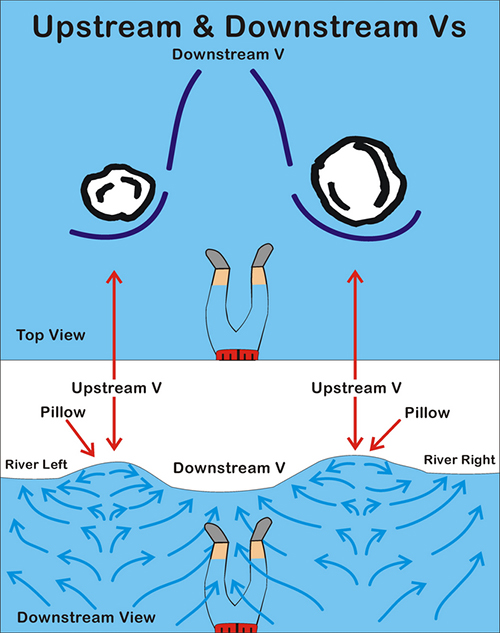 Upstream & Downstream Vs
Downstream V
Top View
Upstream V
Upstream V
Pillow
Pillow
River Left
Downstream V
River Right
Downstream View